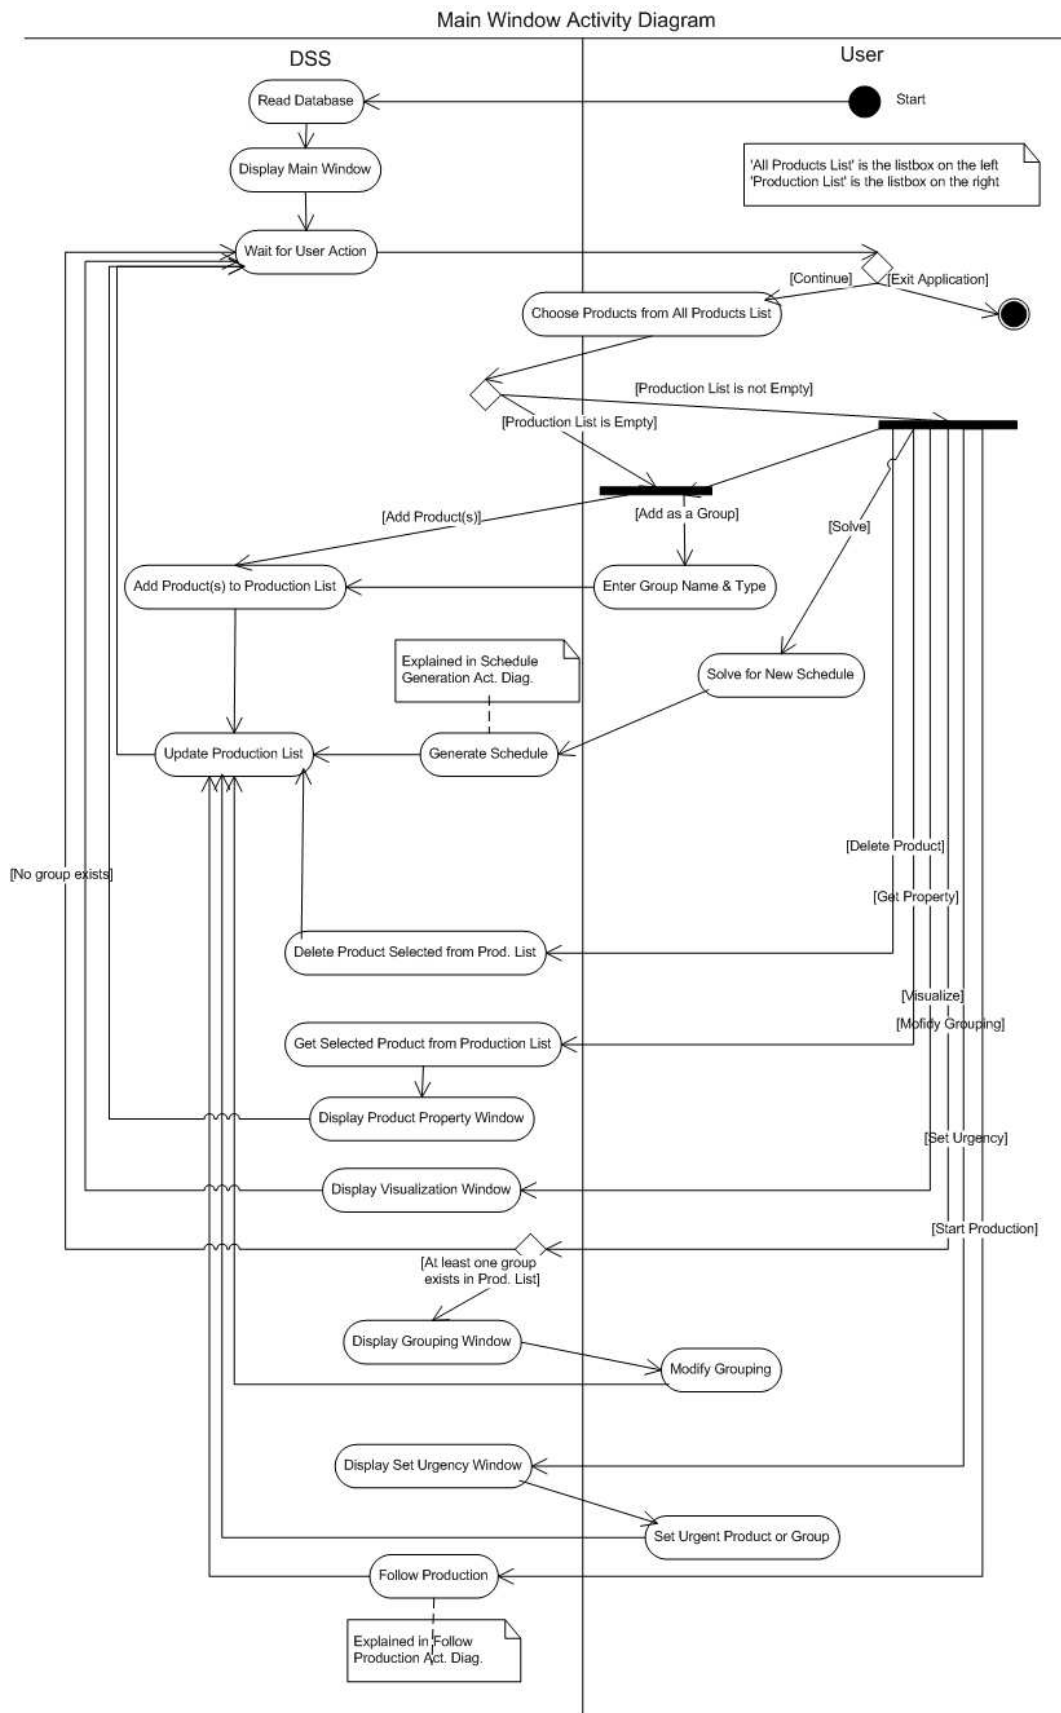 Main Window Activity Diagram
DSS
User
Read Database
Start
Display Main Window
'All Products List' is the listbox on the left
'Production List' is the listbox on the right
Wait for User Action
[Continue]
[Exit Application]
Choose Products from All Products List
[Production List is not Empty]
[Production List is Empty]
[Add Product(s)]
[Add as a Group]
[Solve]
Add Product(s) to Production List
Enter Group Name & Type
Explained in Schedule
Generation Act. Diag.
Solve for New Schedule
Update Production List
Generate Schedule
[Delete Product]
[No group exists]
[Get Property]
Delete Product Selected from Prod. List
[Visualize]
[Mofidy Grouping]
Get Selected Product from Production List
Display Product Property Window
[Set Urgency]
Display Visualization Window
[Start Production]
[At least one group
exists in Prod. List]
Display Grouping Window
Modify Grouping
Display Set Urgency Window
Set Urgent Product or Group
Follow Production
Explained in Follow
Production Act. Diag.